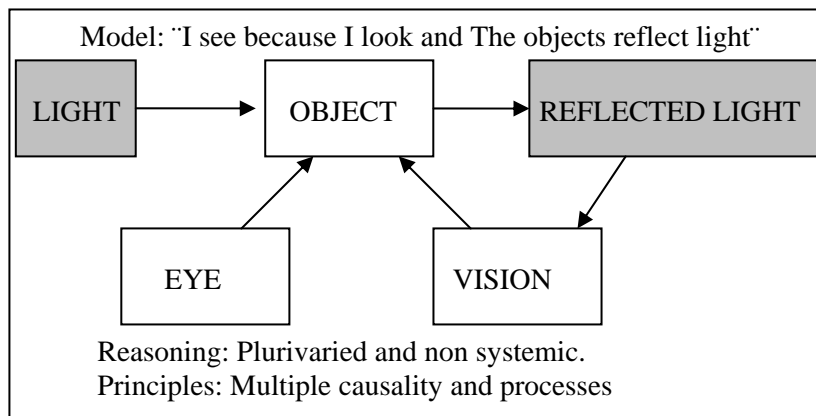 Model: ¨I see because I look and The objects reflect light¨
LIGHT
OBJECT
REFLECTED LIGHT
EYE
VISION
Reasoning: Plurivaried and non systemic.
Principles: Multiple causality and processes